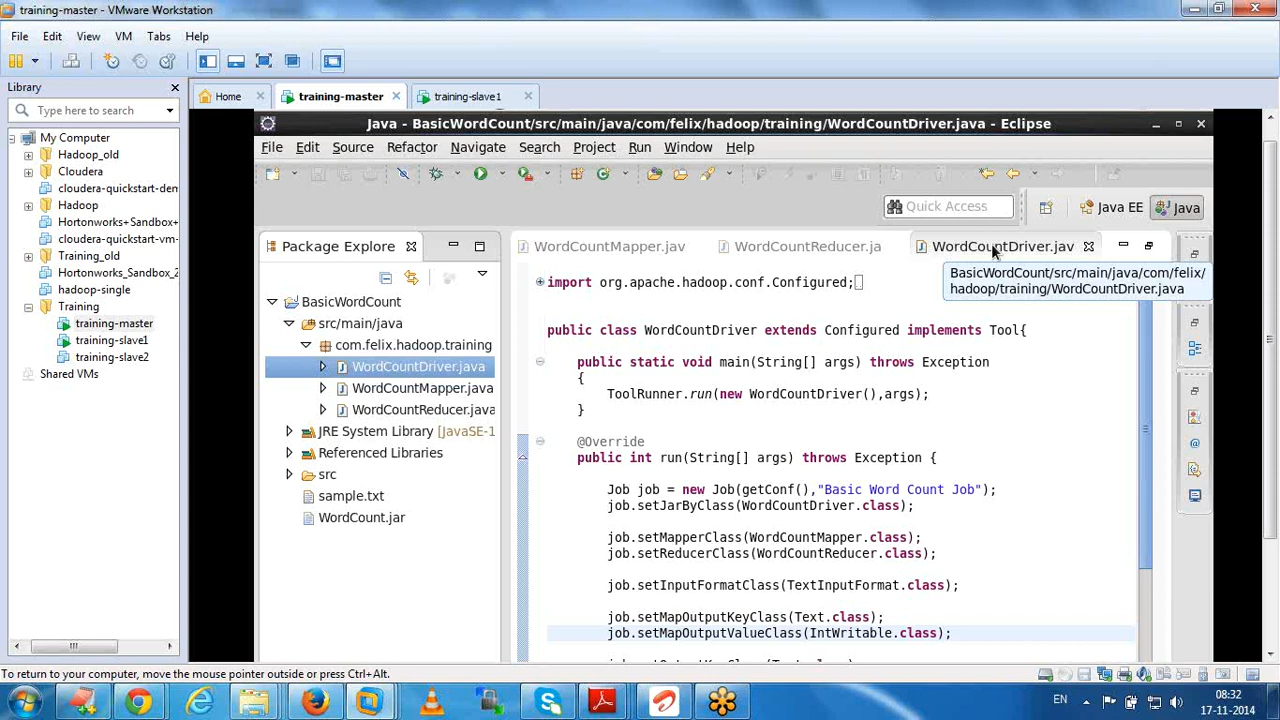 training-master - VMware Workstation
File Edit View VM Tabs Help
Library
Home training-master training-slave1
Type here to search
My Computer
Hadoop_old
Cloudera
cloudera-quickstart-dem
Hadoop
Hortonworks+Sandbox+
cloudera-quickstart-vm-
Training_old
Hortonworks_Sandbox_2
hadoop-single
Training
training-master
training-slave1
training-slave2
Shared VMs
Java - BasicWordCount/src/main/java/com/felix/hadoop/training/WordCountDriver.java - Eclipse
File Edit Source Refactor Navigate Search Project Run Window Help
Quick Access Java EE Java
Package Explore
BasicWordCount
src/main/java
com.felix.hadoop.training
WordCountDriver.java
WordCountMapper.java
WordCountReducer.java
JRE System Library [JavaSE-1
Referenced Libraries
src
sample.txt
WordCount.jar
WordCountMapper.jav WordCountReducer.ja WordCountDriver.jav
BasicWordCount/src/main/java/com/felix/
hadoop/training/WordCountDriver.java
import org.apache.hadoop.conf.Configured;
public class WordCountDriver extends Configured implements Tool{
public static void main(String[] args) throws Exception
{
ToolRunner.run(new WordCountDriver(),args);
}
@Override
public int run(String[] args) throws Exception {
Job job = new Job(getConf(),"Basic Word Count Job");
job.setJarByClass(WordCountDriver.class);
job.setMapperClass(WordCountMapper.class);
job.setReducerClass(WordCountReducer.class);
job.setInputFormatClass(TextInputFormat.class);
job.setMapOutputKeyClass(Text.class);
job.setMapOutputValueClass(IntWritable.class);
To return to your computer, move the mouse pointer outside or press Ctrl+Alt.
EN
08:32
17-11-2014